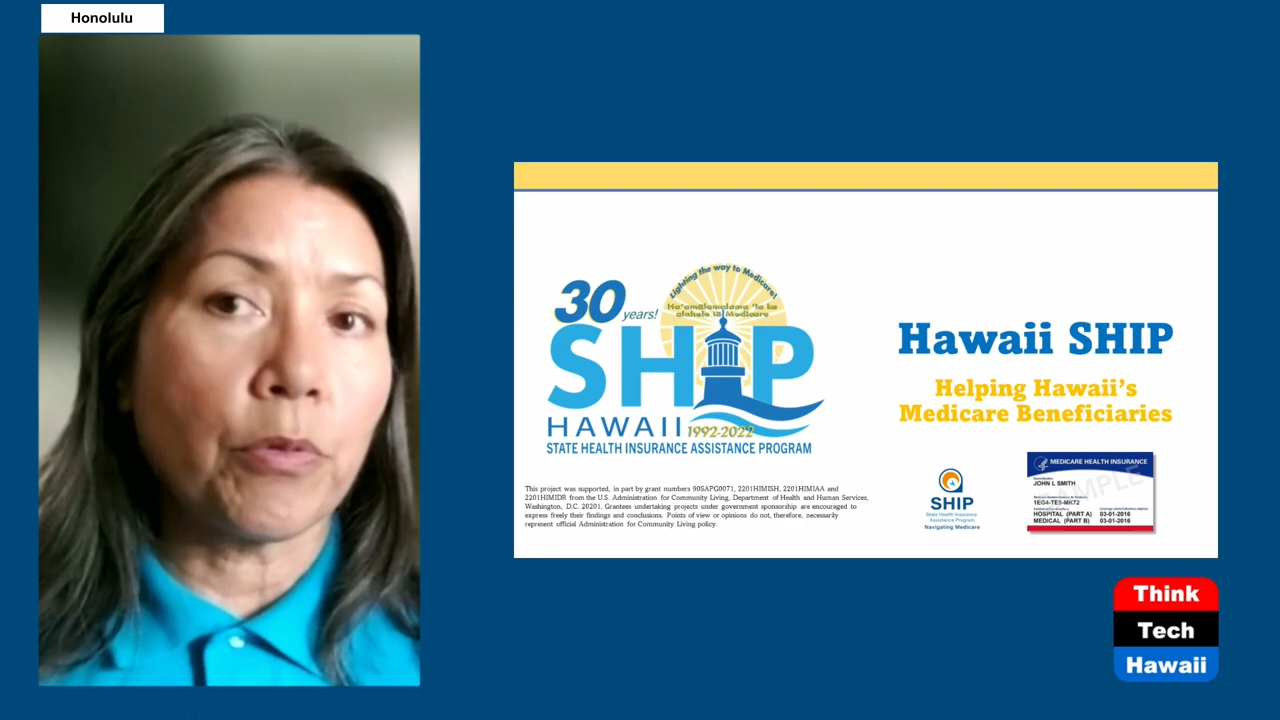 Honolulu
30
years!
Lighting the way to Medicare!
Ho'omālamalama 'ia ke
alahele iā Medicare
SHIP
HAWAII
1992-2022
STATE HEALTH INSURANCE ASSISTANCE PROGRAM
Hawaii SHIP
Helping Hawaii's
Medicare Beneficiaries
This project was supported, in part by grant numbers 90SAPG0071, 2201HIMISH, 2201HIMIAA and
2201HIMIDR from the U.S. Administration for Community Living, Department of Health and Human Services,
Washington, D.C. 20201. Grantees undertaking projects under government sponsorship are encouraged to
express freely their findings and conclusions. Points of view or opinions do not, therefore, necessarily
represent official Administration for Community Living policy.
SHIP
State Health Insurance
Assistance Program
Navigating Medicare
MEDICARE HEALTH INSURANCE
JOHN L SMITH
1EG4-TE5-MK72
HOSPITAL (PART A) 03-01-2016
MEDICAL (PART B) 03-01-2016
SAMPLE
Think
Tech
Hawaii